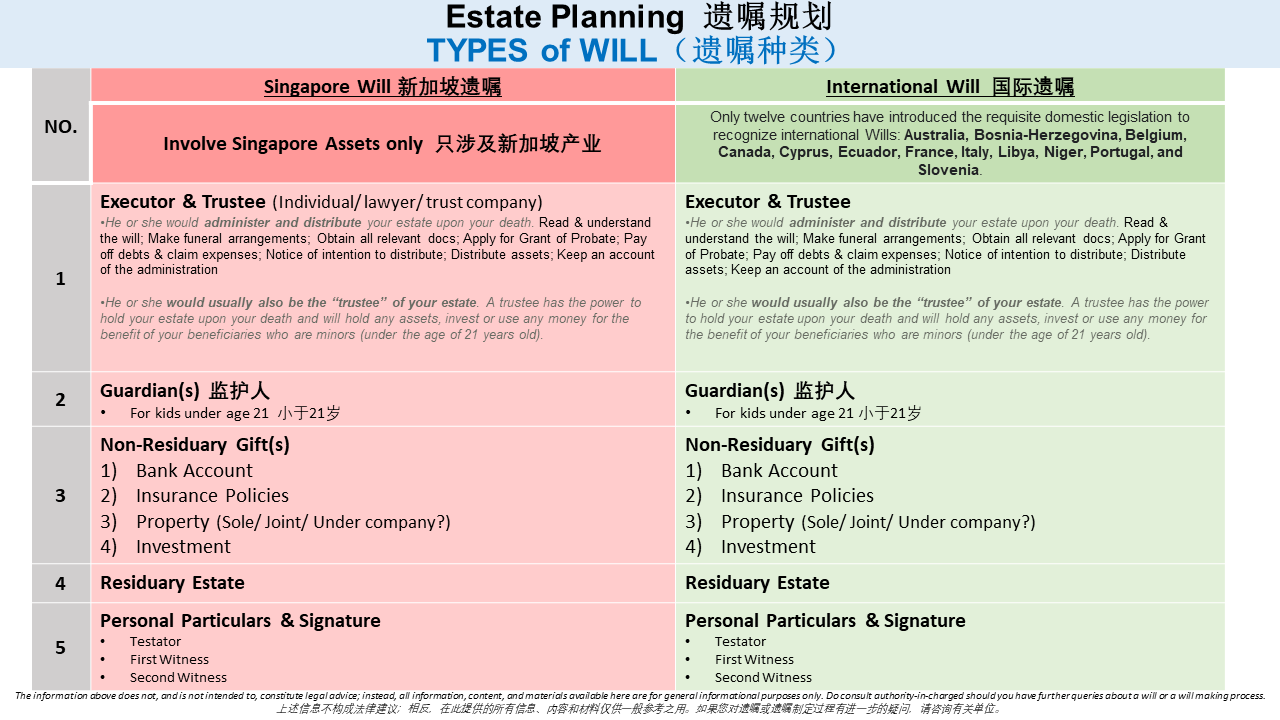 Estate Planning 遗嘱规划
TYPES of WILL（遗嘱种类）
NO.
Singapore Will 新加坡遗嘱
International Will 国际遗嘱
Involve Singapore Assets only 只涉及新加坡产业
Only twelve countries have introduced the requisite domestic legislation to
recognize international Wills: Australia, Bosnia-Herzegovina, Belgium,
Canada, Cyprus, Ecuador, France, Italy, Libya, Niger, Portugal, and
Slovenia.
1
Executor & Trustee (Individual/ lawyer/ trust company)
•He or she would administer and distribute your estate upon your death. Read & understand
the will; Make funeral arrangements; Obtain all relevant docs; Apply for Grant of Probate; Pay
off debts & claim expenses; Notice of intention to distribute; Distribute assets; Keep an account
of the administration
•He or she would usually also be the “trustee” of your estate. A trustee has the power to
hold your estate upon your death and will hold any assets, invest or use any money for the
benefit of your beneficiaries who are minors (under the age of 21 years old).
Executor & Trustee
•He or she would administer and distribute your estate upon your death. Read &
understand the will; Make funeral arrangements; Obtain all relevant docs; Apply for Grant
of Probate; Pay off debts & claim expenses; Notice of intention to distribute; Distribute
assets; Keep an account of the administration
•He or she would usually also be the “trustee” of your estate. A trustee has the power
to hold your estate upon your death and will hold any assets, invest or use any money for
the benefit of your beneficiaries who are minors (under the age of 21 years old).
2
Guardian(s) 监护人
• For kids under age 21 小于21岁
Guardian(s) 监护人
• For kids under age 21 小于21岁
3
Non-Residuary Gift(s)
1) Bank Account
2) Insurance Policies
3) Property (Sole/ Joint/ Under company?)
4) Investment
Non-Residuary Gift(s)
1) Bank Account
2) Insurance Policies
3) Property (Sole/ Joint/ Under company?)
4) Investment
4
Residuary Estate
Residuary Estate
5
Personal Particulars & Signature
• Testator
• First Witness
• Second Witness
Personal Particulars & Signature
• Testator
• First Witness
• Second Witness
The information above does not, and is not intended to, constitute legal advice; instead, all information, content, and materials available here are for general informational purposes only. Do consult authority-in-charged should you have further queries about a will or a will making process.
上述信息不构成法律建议；相反，在此提供的所有信息、内容和材料仅供一般参考之用。如果您对遗嘱或遗嘱制定过程有进一步的疑问，请咨询有关单位。